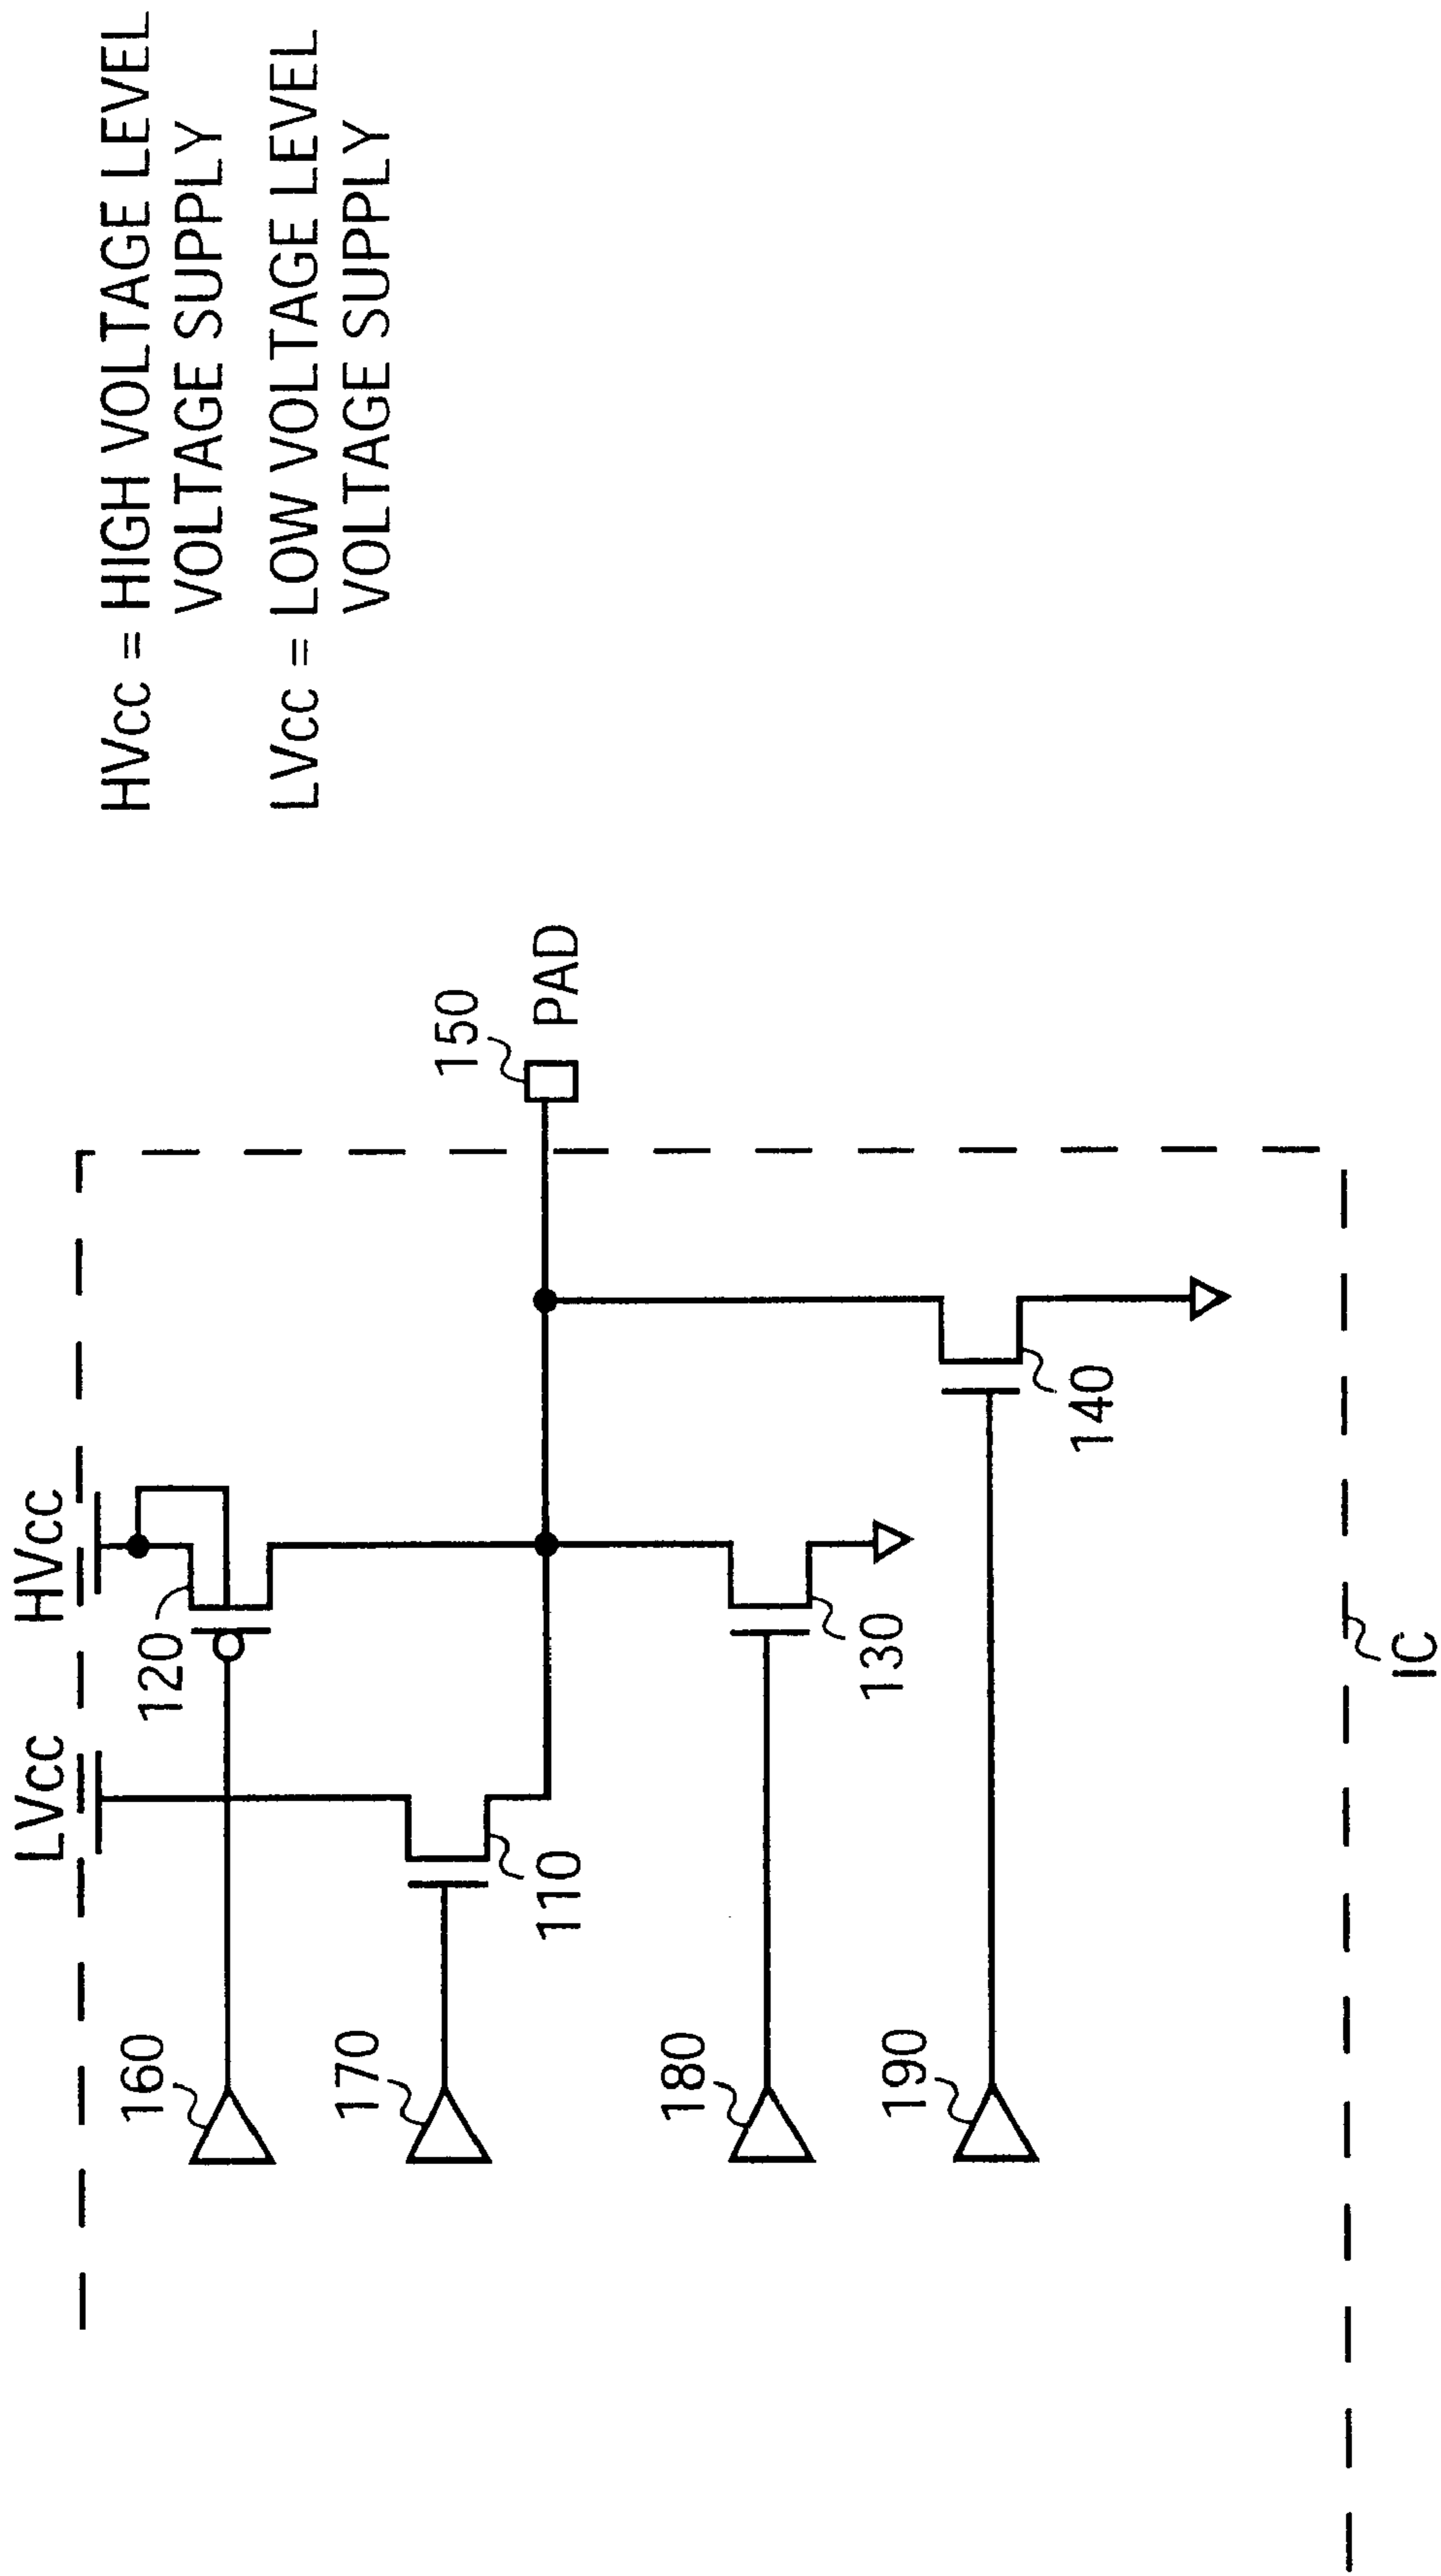 HVCC = HIGH VOLTAGE LEVEL
VOLTAGE SUPPLY
LVCC = LOW VOLTAGE LEVEL
VOLTAGE SUPPLY
LVCC
HVCC
120
160
170
110
150
PAD
180
130
190
140
IC